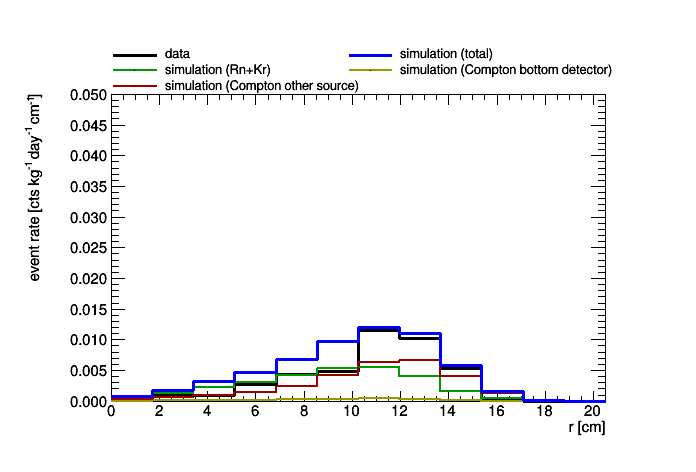 data
simulation (total)
simulation (Rn+Kr)
simulation (Compton bottom detector)
simulation (Compton other source)
event rate [cts kg-1 day-1 cm-1]
0.050
0.045
0.040
0.035
0.030
0.025
0.020
0.015
0.010
0.005
0.000
0 2 4 6 8 10 12 14 16 18 20
r [cm]